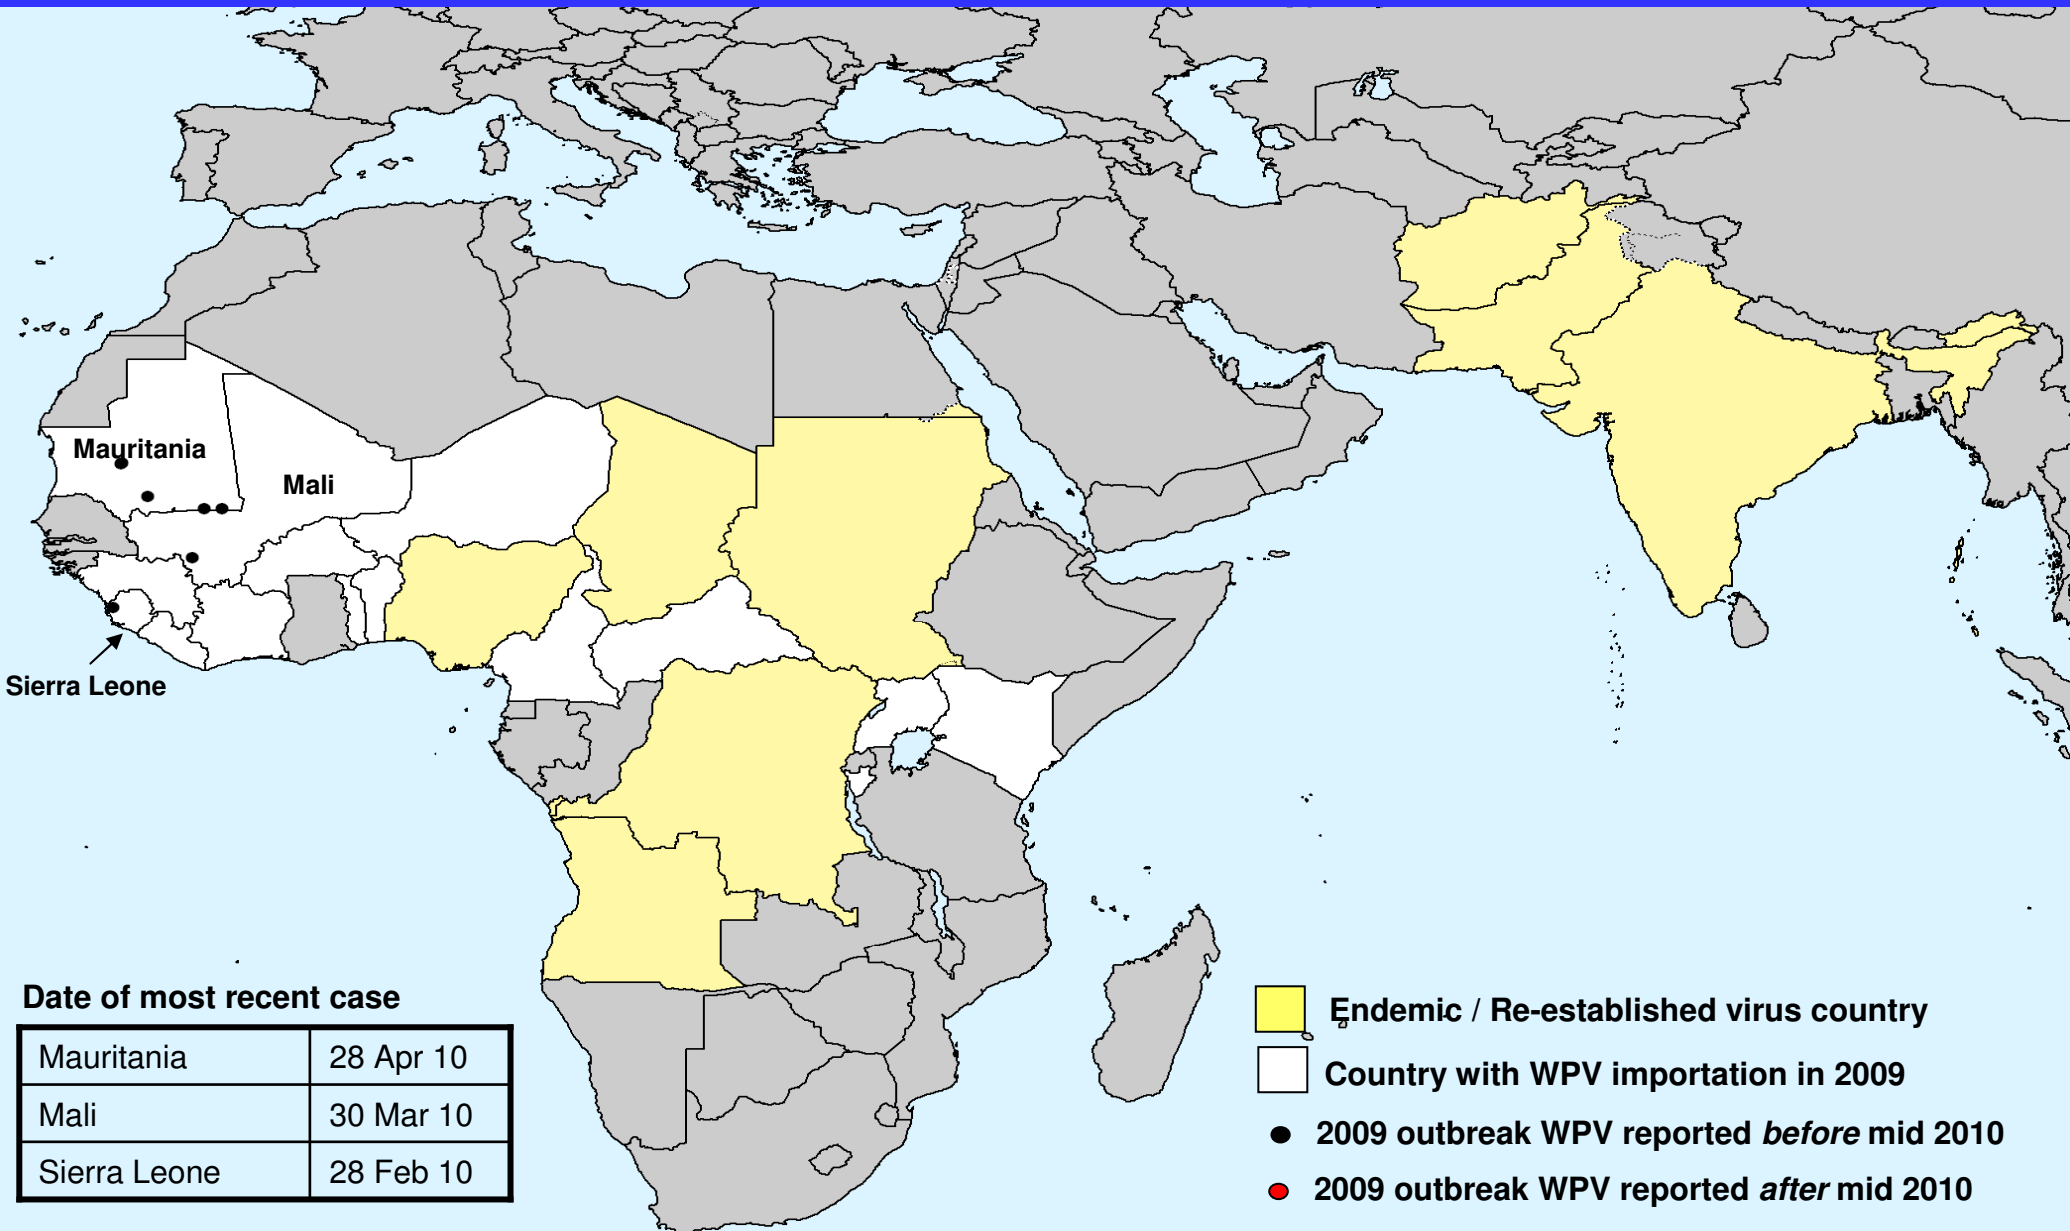 Mauritania
Mali
Sierra Leone
Date of most recent case
Mauritania 28 Apr 10
Mali 30 Mar 10
Sierra Leone 28 Feb 10
Endemic / Re-established virus country
Country with WPV importation in 2009
2009 outbreak WPV reported before mid 2010
2009 outbreak WPV reported after mid 2010